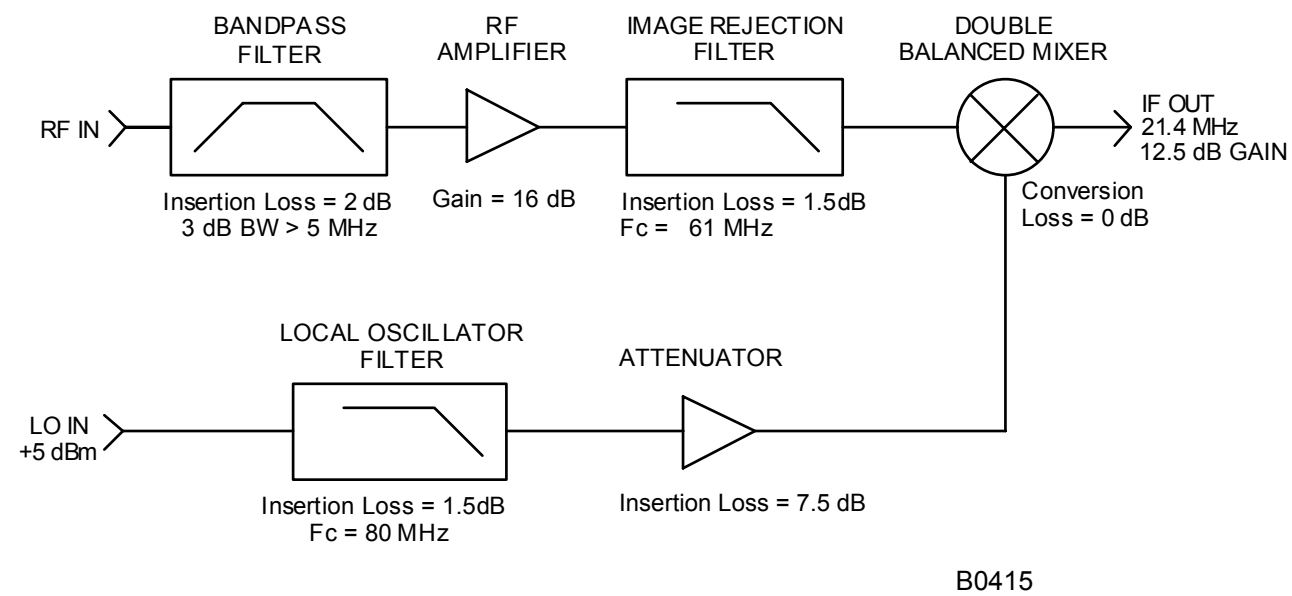 BANDPASS
FILTER
RF
AMPLIFIER
IMAGE REJECTION
FILTER
DOUBLE
BALANCED MIXER
RF IN
IF OUT
21.4 MHz
12.5 dB GAIN
Insertion Loss = 2 dB
3 dB BW > 5 MHz
Gain = 16 dB
Insertion Loss = 1.5dB
Fc = 61 MHz
Conversion
Loss = 0 dB
LOCAL OSCILLATOR
FILTER
ATTENUATOR
LO IN
+5 dBm
Insertion Loss = 1.5dB
Fc = 80 MHz
Insertion Loss = 7.5 dB
B0415